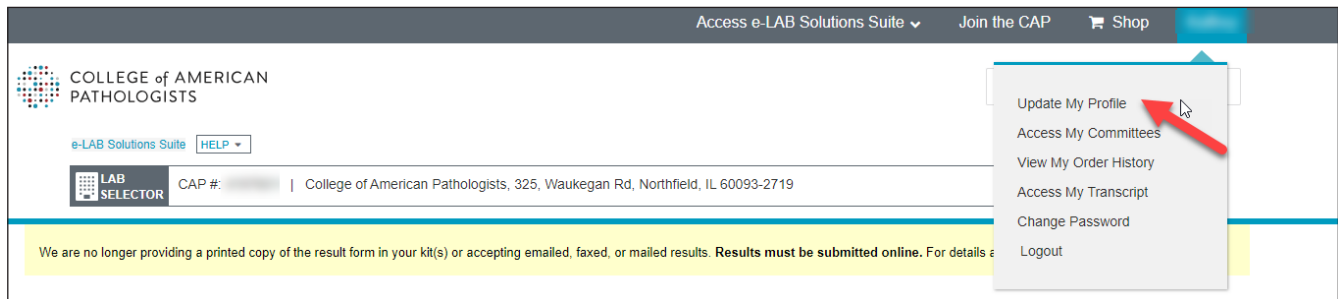 Access e-LAB Solutions Suite
Join the CAP
Shop
COLLEGE of AMERICAN
PATHOLOGISTS
e-LAB Solutions Suite HELP
LAB
SELECTOR
CAP #: | College of American Pathologists, 325, Waukegan Rd, Northfield, IL 60093-2719
We are no longer providing a printed copy of the result form in your kit(s) or accepting emailed, faxed, or mailed results. Results must be submitted online. For details
Update My Profile
Access My Committees
View My Order History
Access My Transcript
Change Password
Logout